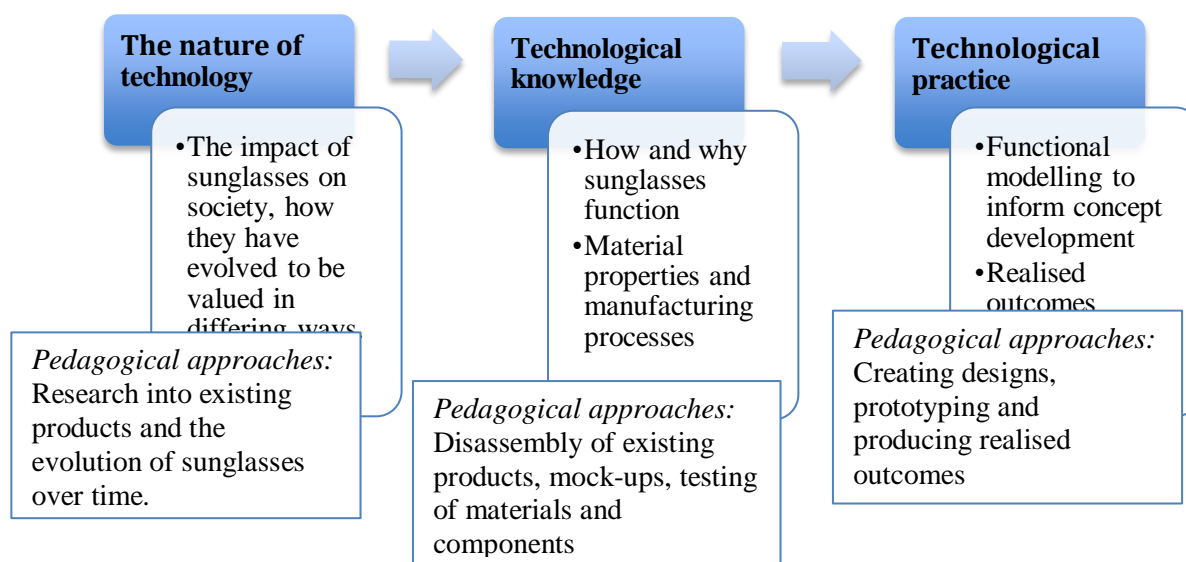 The nature of
technology
•The impact of
sunglasses on
society, how
they have
evolved to be
valued in
differing ways
Pedagogical approaches:
Research into existing
products and the
evolution of sunglasses
over time.
Technological
knowledge
•How and why
sunglasses
function
•Material
properties and
manufacturing
processes
Pedagogical approaches:
Disassembly of existing
products, mock-ups, testing
of materials and
components
Technological
practice
•Functional
modelling to
inform concept
development
•Realised
outcomes
Pedagogical approaches:
Creating designs,
prototyping and
producing realised
outcomes